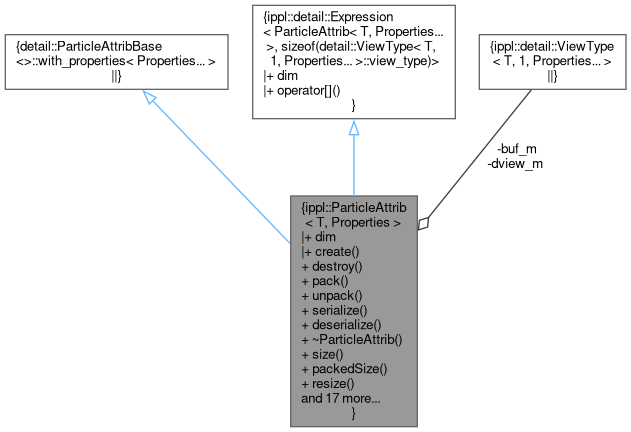 {detail::ParticleAttribBase
<>::with_properties< Properties... >
||}
{ippl::detail::Expression
< ParticleAttrib< T, Properties...
>, sizeof(detail::ViewType< T,
1, Properties... >::view_type)>
|+ dim
|+ operator[]()
}
{ippl::detail::ViewType
< T, 1, Properties... >
||}
-buf_m
-dview_m
{ippl::ParticleAttrib
< T, Properties >
|+ dim
|+ create()
+ destroy()
+ pack()
+ unpack()
+ serialize()
+ deserialize()
+ ~ParticleAttrib()
+ size()
+ packedSize()
+ resize()
and 17 more...
}